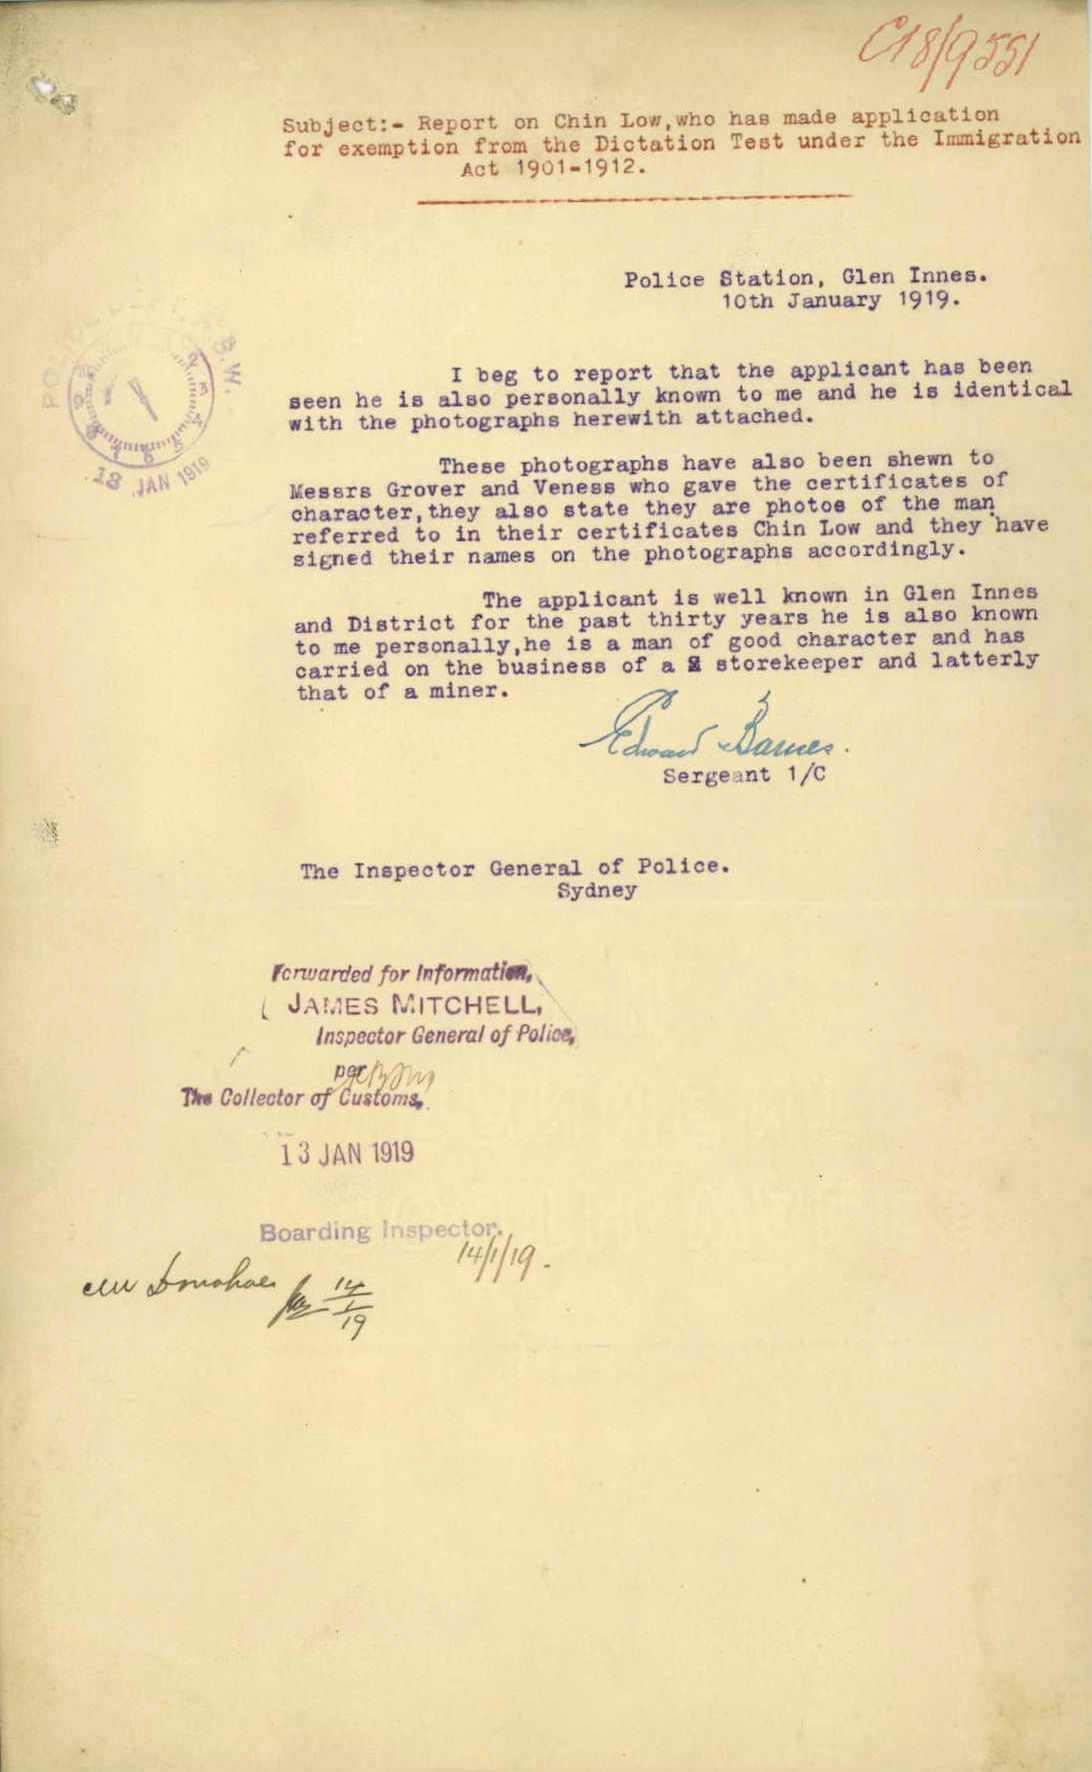 C18/9551
Subject:- Report on Chin Low,who has made application
for exemption from the Dictation Test under the Immigration
Act 1901-1912.
Police Station, Glen Innes.
10th January 1919.
I beg to report that the applicant has been
seen he is also personally known to me and he is identical
with the photographs herewith attached.
These photographs have also been shewn to
Messrs Grover and Veness who gave the certificates of
character,they also state they are photos of the man
referred to in their certificates Chin Low and they have
signed their names on the photographs accordingly.
The applicant is well known in Glen Innes
and District for the past thirty years he is also known
to me personally,he is a man of good character and has
carried on the business of a storekeeper and latterly
that of a miner.
Edward Barnes.
Sergeant 1/C
13 JAN 1919
The Inspector General of Police.
Sydney
Forwarded for Information,
JAMES MITCHELL,
Inspector General of Police,
per
The Collector of Customs,
13 JAN 1919
Boarding Inspector.
14/1/19.
Donohoe
14/1/19